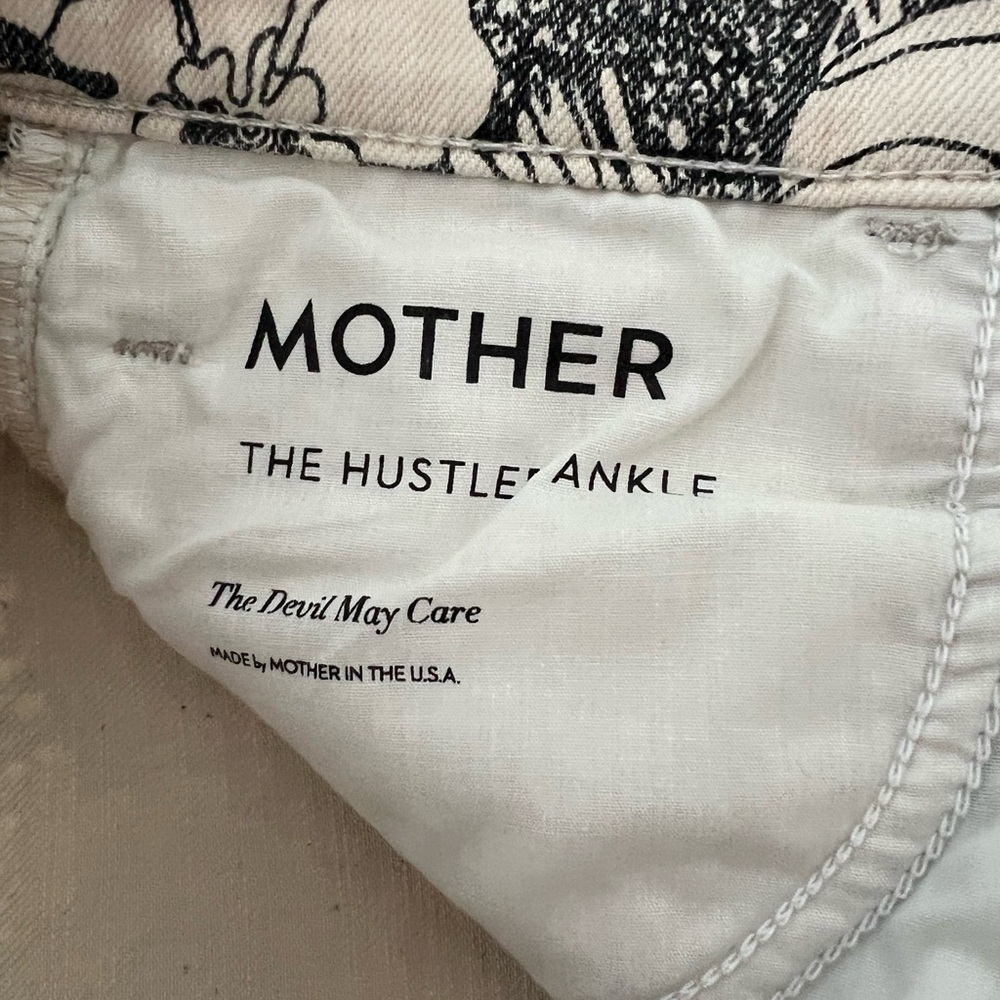 MOTHER
THE HUSTLER ANKLE
The Devil May Care
MADE by MOTHER IN THE U.S.A.